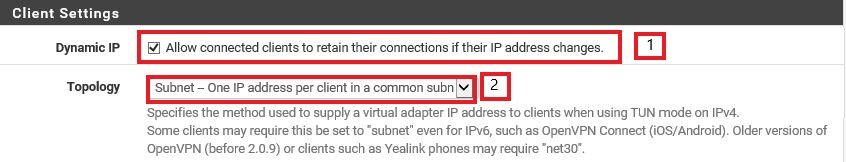 Client Settings
Dynamic IP Allow connected clients to retain their connections if their IP address changes. 1
Topology Subnet -- One IP address per client in a common subn 2
Specifies the method used to supply a virtual adapter IP address to clients when using TUN mode on IPv4.
Some clients may require this be set to "subnet" even for IPv6, such as OpenVPN Connect (iOS/Android). Older versions of
OpenVPN (before 2.0.9) or clients such as Yealink phones may require "net30".